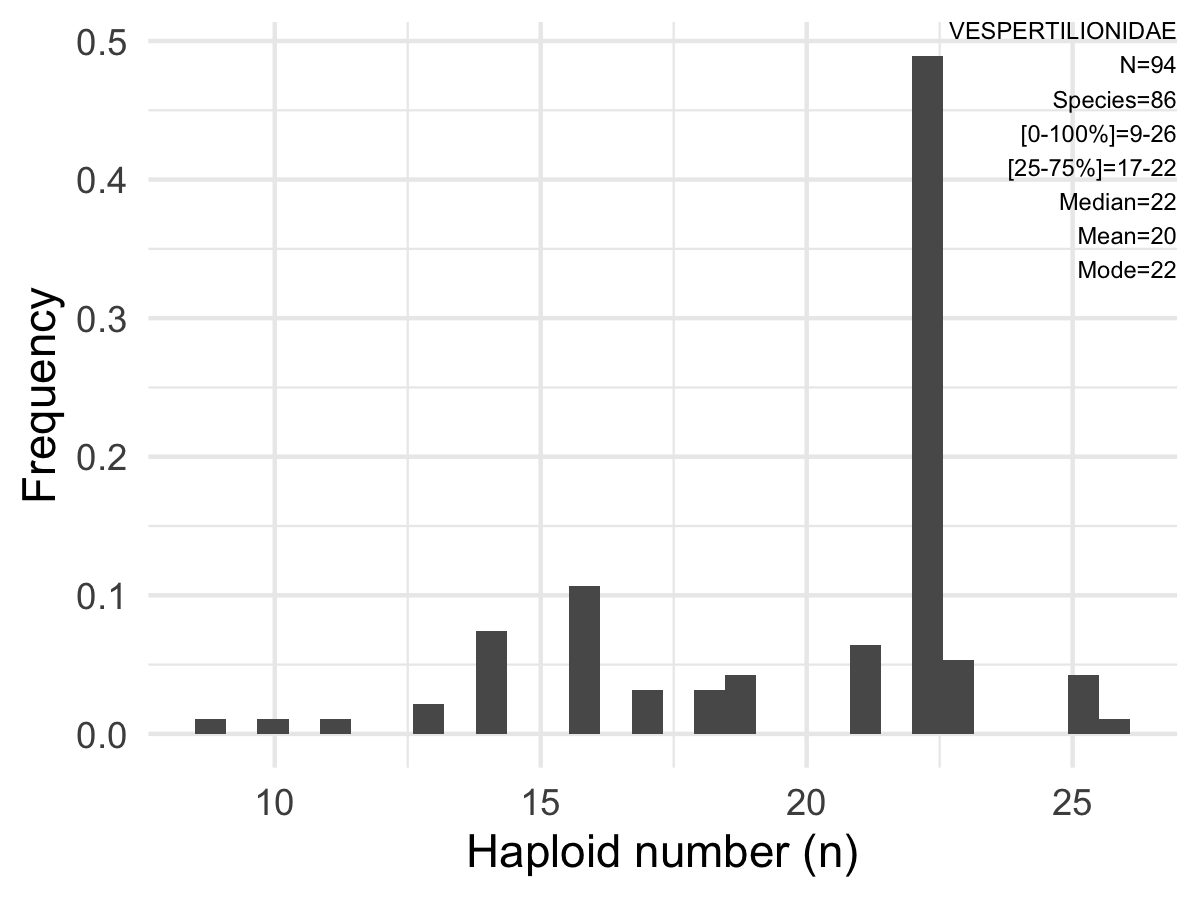 VESPERTILIONIDAE
N=94
Species=86
[0-100%]=9-26
[25-75%]=17-22
Median=22
Mean=20
Mode=22
Frequency
0.5
0.4
0.3
0.2
0.1
0.0
10 15 20 25
Haploid number (n)